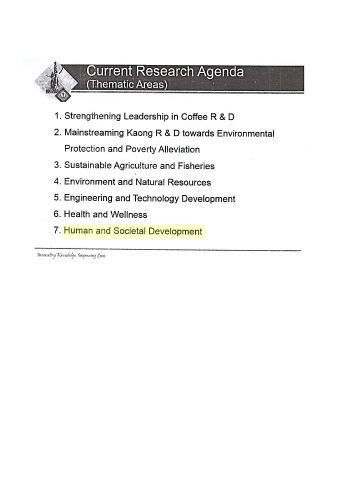 Current Research Agenda
(Thematic Areas)
1. Strengthening Leadership in Coffee R & D
2. Mainstreaming Kaong R & D towards Environmental
Protection and Poverty Alleviation
3. Sustainable Agriculture and Fisheries
4. Environment and Natural Resources
5. Engineering and Technology Development
6. Health and Wellness
7. Human and Societal Development